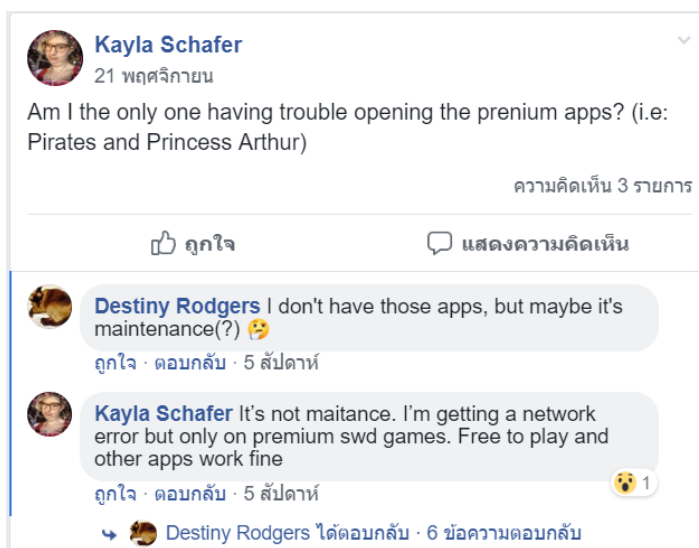 Kayla Schafer
21 พฤศจิกายน
Am I the only one having trouble opening the prenium apps? (i.e:
Pirates and Princess Arthur)
ความคิดเห็น 3 รายการ
ถูกใจ แสดงความคิดเห็น
Destiny Rodgers I don't have those apps, but maybe it's
maintenance(?) 🤔
ถูกใจ · ตอบกลับ · 5 สัปดาห์
Kayla Schafer It’s not maitance. I’m getting a network
error but only on premium swd games. Free to play and
other apps work fine
😮 1
ถูกใจ · ตอบกลับ · 5 สัปดาห์
Destiny Rodgers ได้ตอบกลับ · 6 ข้อความตอบกลับ